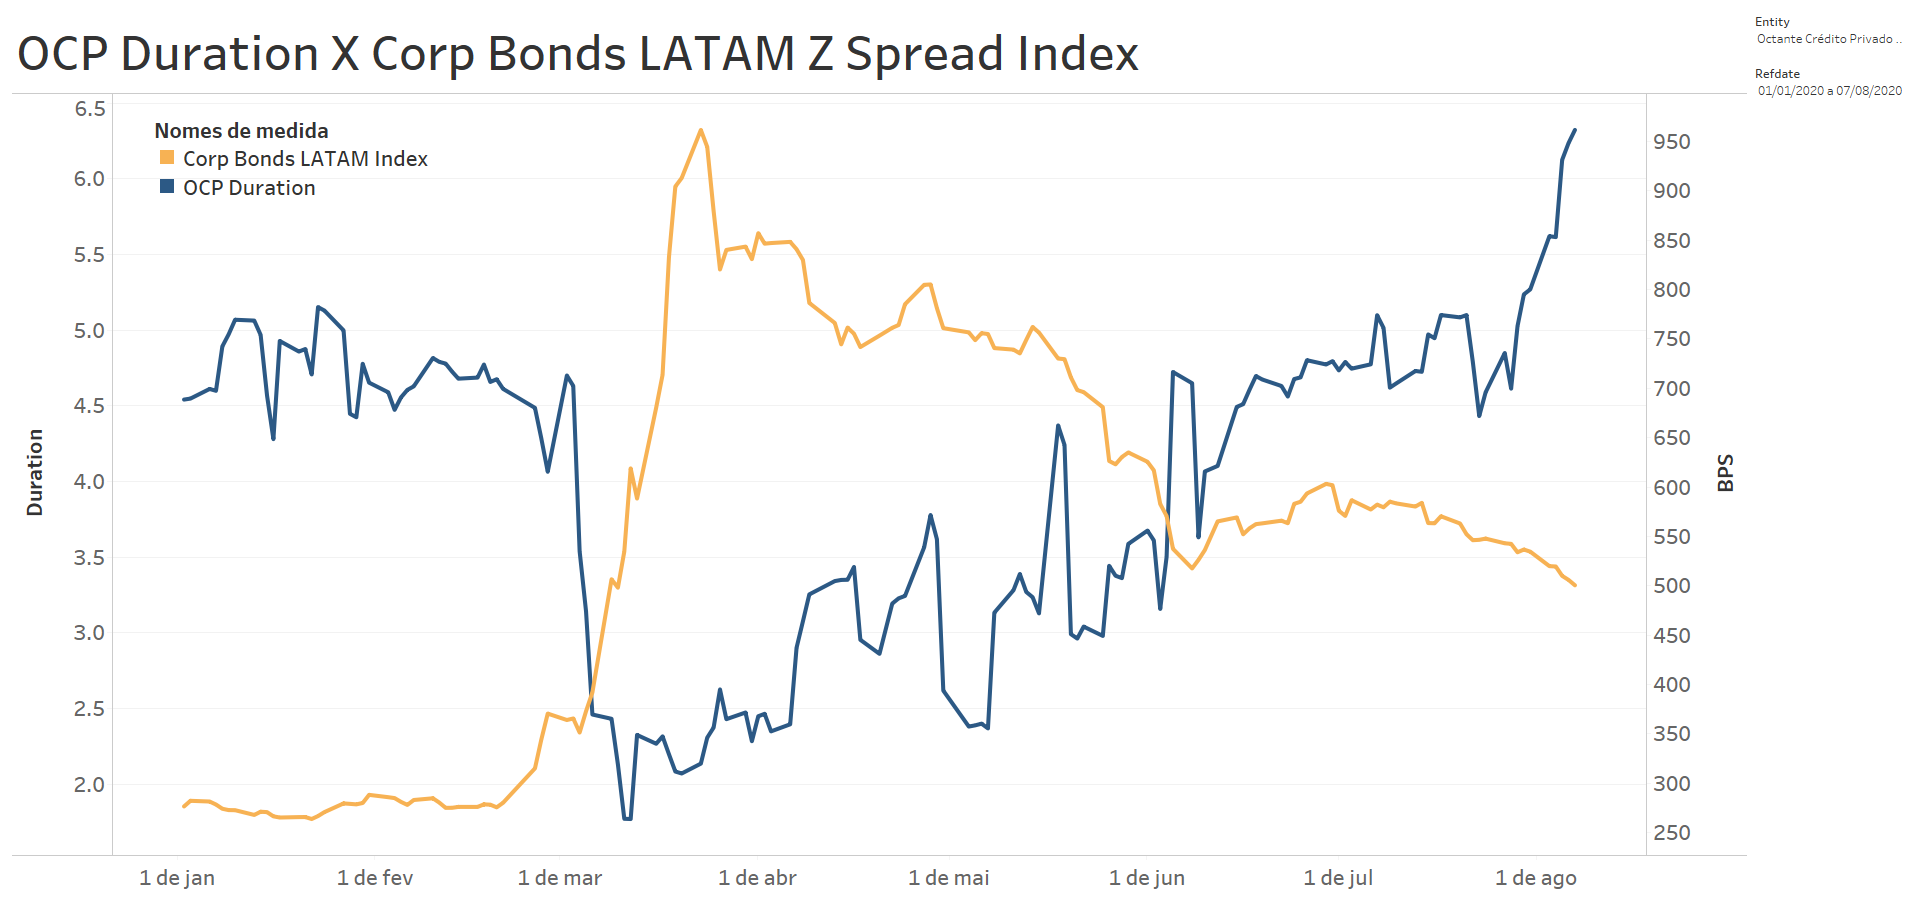 OCP Duration X Corp Bonds LATAM Z Spread Index
Entity
Octante Crédito Privado ..
Refdate
01/01/2020 a 07/08/2020
Nomes de medida
Corp Bonds LATAM Index
OCP Duration
Duration
6.5
6.0
5.5
5.0
4.5
4.0
3.5
3.0
2.5
2.0
BPS
950
900
850
800
750
700
650
600
550
500
450
400
350
300
250
1 de jan
1 de fev
1 de mar
1 de abr
1 de mai
1 de jun
1 de jul
1 de ago